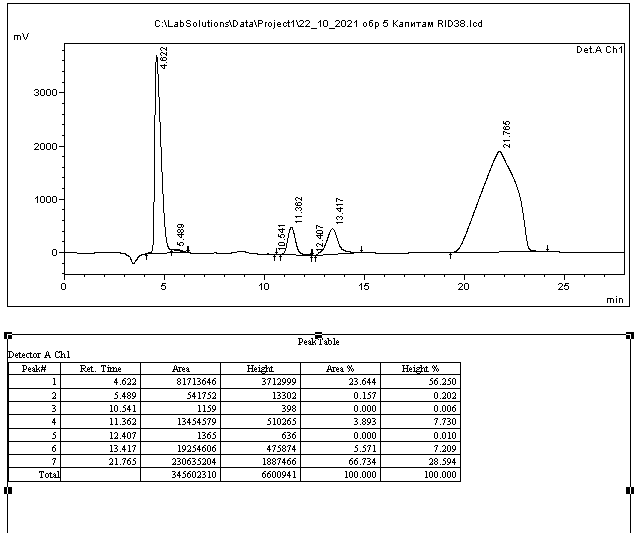 C:\LabSolutions\Data\Project1\22_10_2021 обр 5 Капитам RID38.lcd
mV
Det.A Ch1
4.622
5.489
10.541
11.362
12.407
13.417
21.765
3000
2000
1000
0
0 5 10 15 20 25
min
PeakTable
Detector A Ch1
Peak# Ret. Time Area Height Area % Height %
1 4.622 81713646 3712999 23.644 56.250
2 5.489 541752 13302 0.157 0.202
3 10.541 1159 398 0.000 0.006
4 11.362 13454579 510265 3.893 7.730
5 12.407 1365 636 0.000 0.010
6 13.417 19254606 475874 5.571 7.209
7 21.765 230635204 1887466 66.734 28.594
Total 345602310 6600941 100.000 100.000